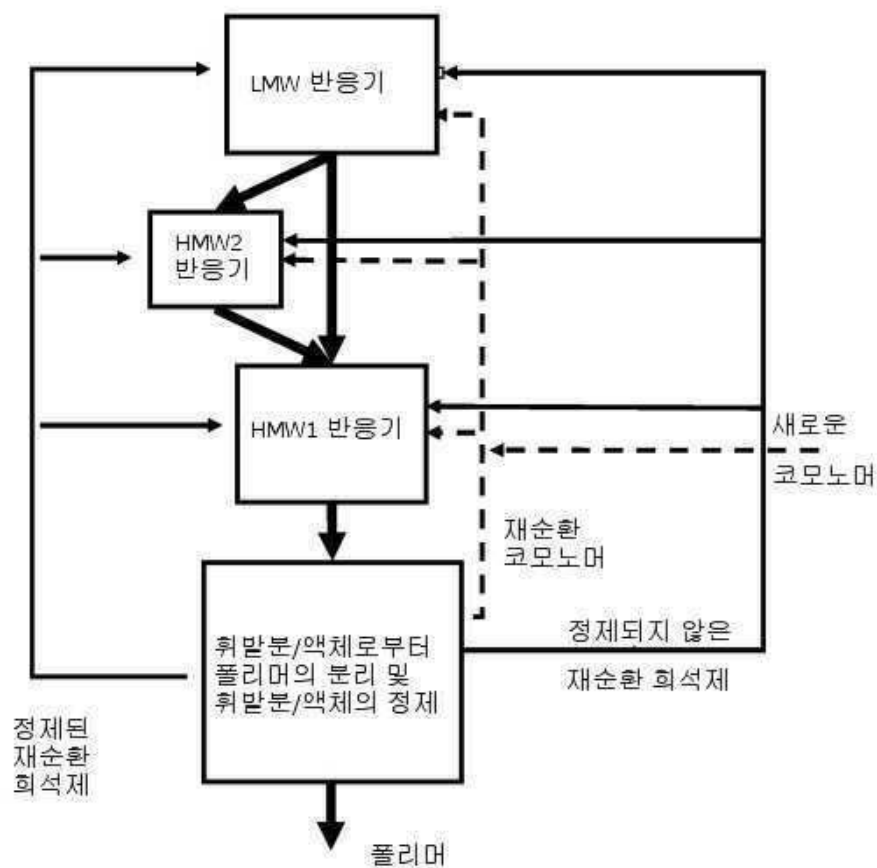 LMW 반응기
HMW2
반응기
HMW1 반응기
새로운
코모노머
재순환
코모노머
휘발분/액체로부터
폴리머의 분리 및
휘발분/액체의 정제
정제되지 않은
재순환 희석제
정제된
재순환
희석제
폴리머